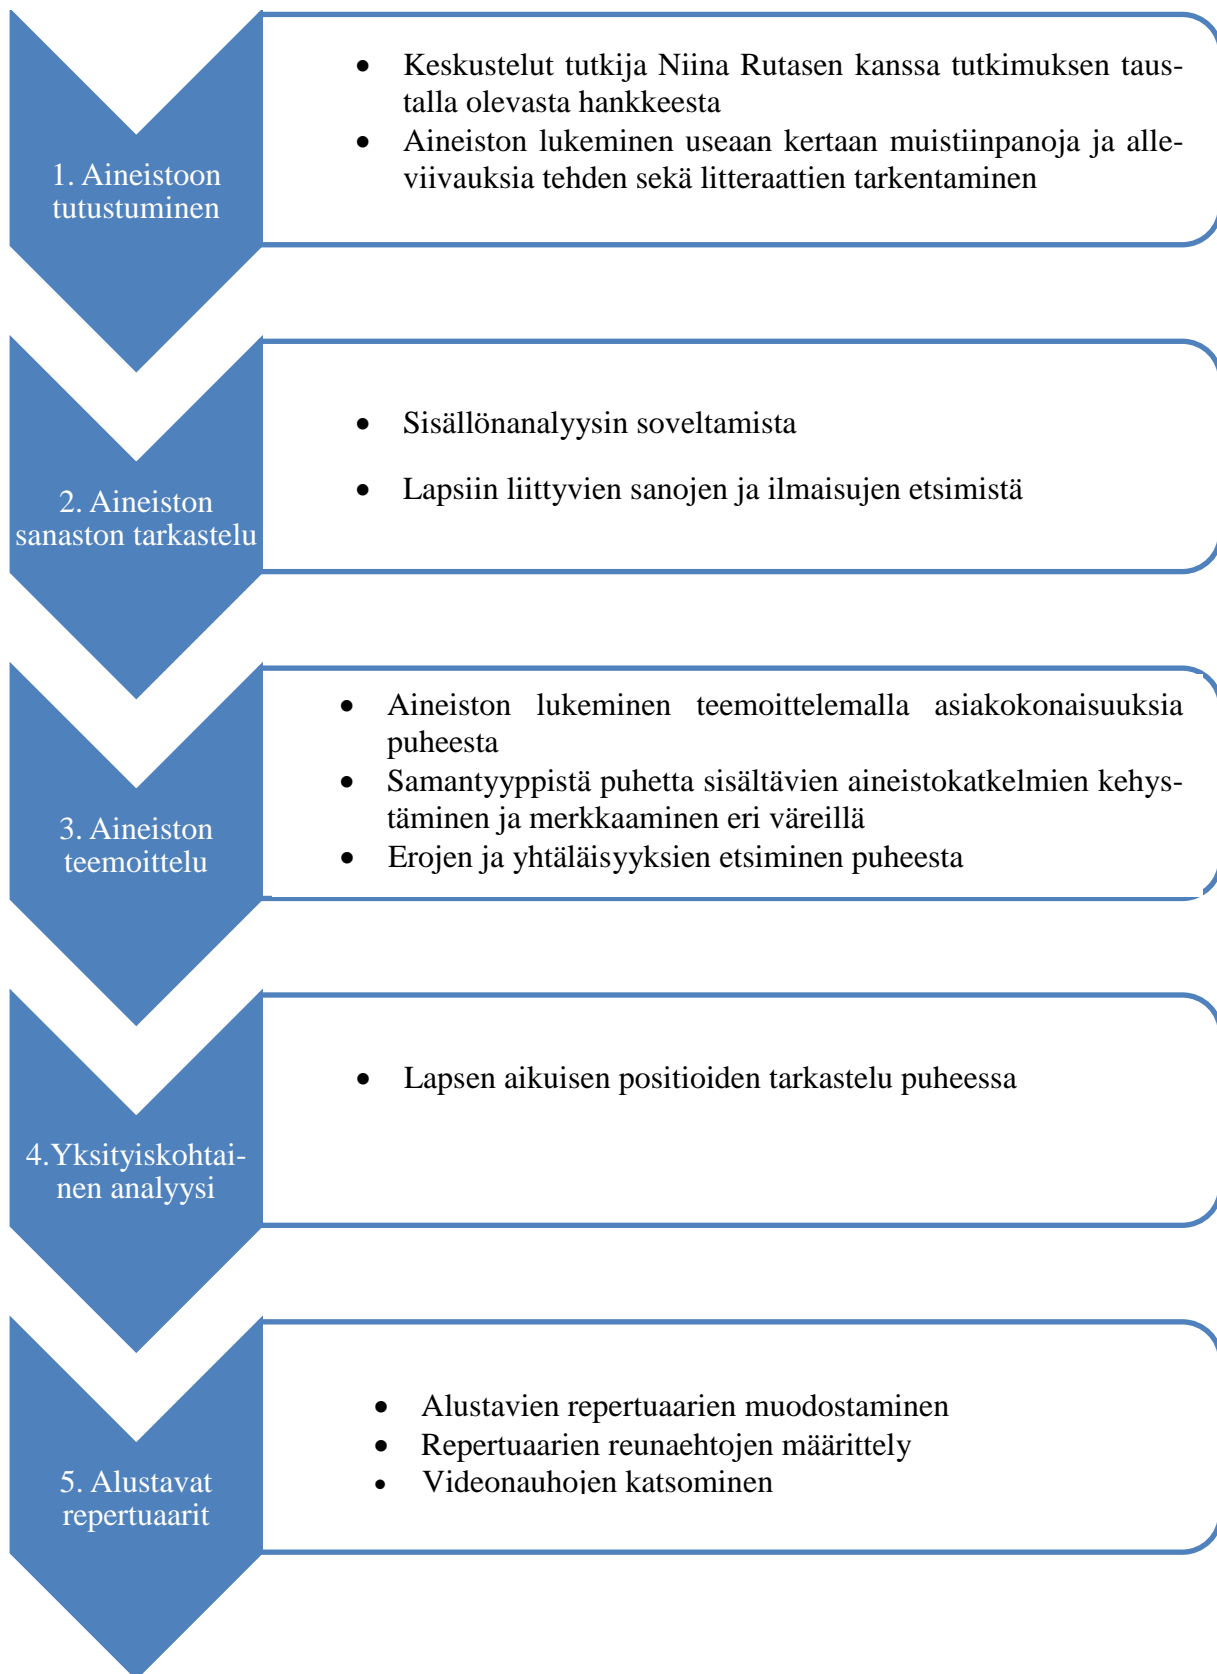 1. Aineistoon
tutustuminen
• Keskustelut tutkija Niina Rutasen kanssa tutkimuksen taus-
talla olevasta hankkeesta
• Aineiston lukeminen useaan kertaan muistiinpanoja ja alle-
viivauksia tehden sekä litteraattien tarkentaminen
2. Aineiston
sanaston tarkastelu
• Sisällönanalyysin soveltamista
• Lapsiin liittyvien sanojen ja ilmaisujen etsimistä
3. Aineiston
teemoittelu
• Aineiston lukeminen teemoittelemalla asiakokonaisuuksia
puheesta
• Samantyyppistä puhetta sisältävien aineistokatkelmien kehys-
täminen ja merkkaaminen eri väreillä
• Erojen ja yhtäläisyyksien etsiminen puheesta
4.Yksityiskohtai-
nen analyysi
• Lapsen aikuisen positioiden tarkastelu puheessa
5. Alustavat
repertuaarit
• Alustavien repertuaarien muodostaminen
• Repertuaarien reunaehtojen määrittely
• Videonauhojen katsominen